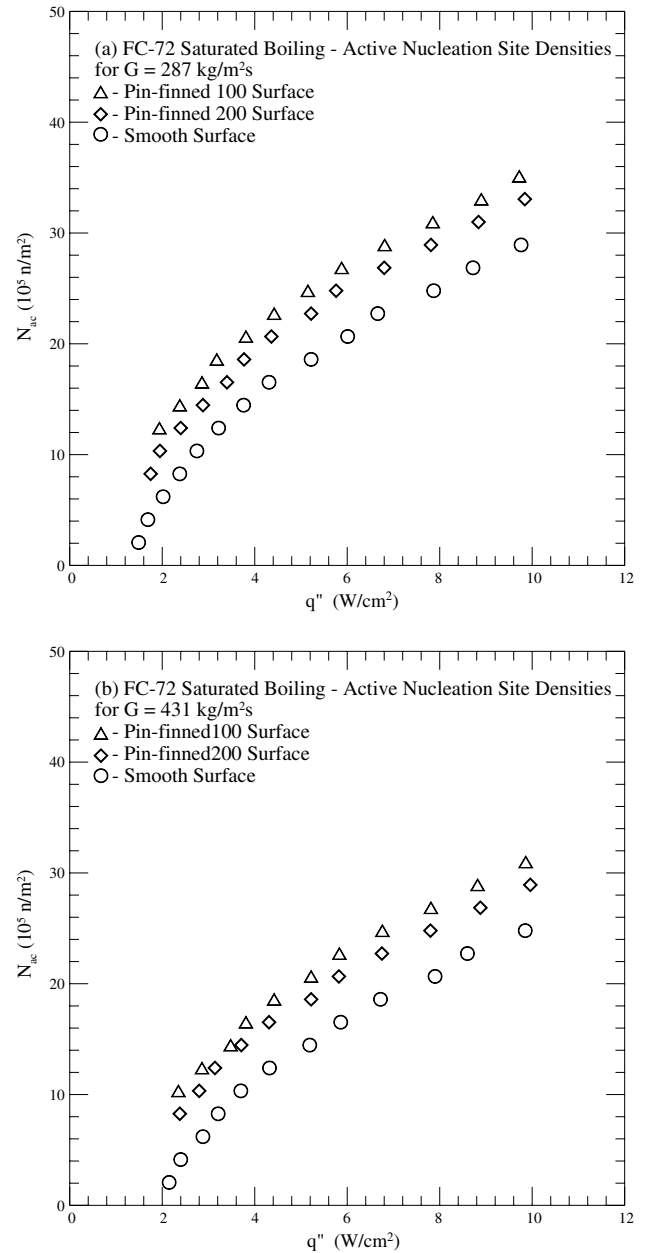 50
40
30
20
10
0
(a) FC-72 Saturated Boiling - Active Nucleation Site Densities
for G = 287 kg/m²s
△ - Pin-finned 100 Surface
◇ - Pin-finned 200 Surface
○ - Smooth Surface
N_ac (10⁵ n/m²)
0 2 4 6 8 10 12
q" (W/cm²)
50
40
30
20
10
0
(b) FC-72 Saturated Boiling - Active Nucleation Site Densities
for G = 431 kg/m²s
△ - Pin-finned100 Surface
◇ - Pin-finned200 Surface
○ - Smooth Surface
N_ac (10⁵ n/m²)
0 2 4 6 8 10 12
q" (W/cm²)